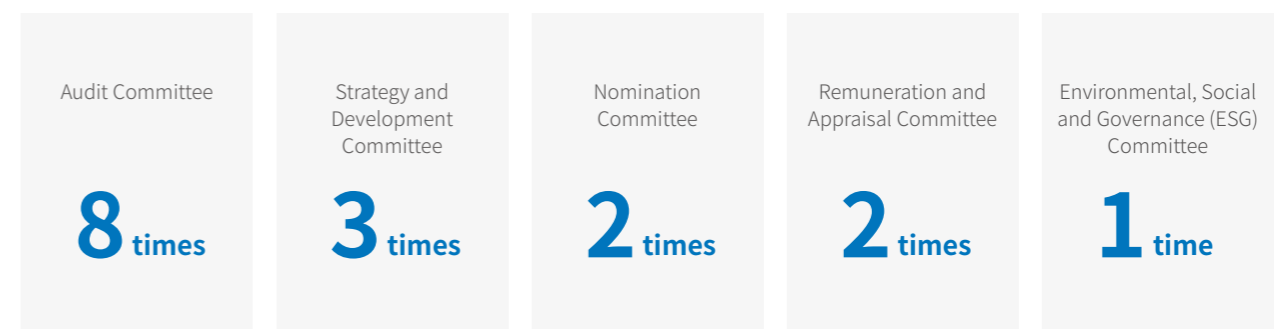 Audit Committee
8 times
Strategy and
Development
Committee
3 times
Nomination
Committee
2 times
Remuneration and
Appraisal Committee
2 times
Environmental, Social
and Governance (ESG)
Committee
1 time